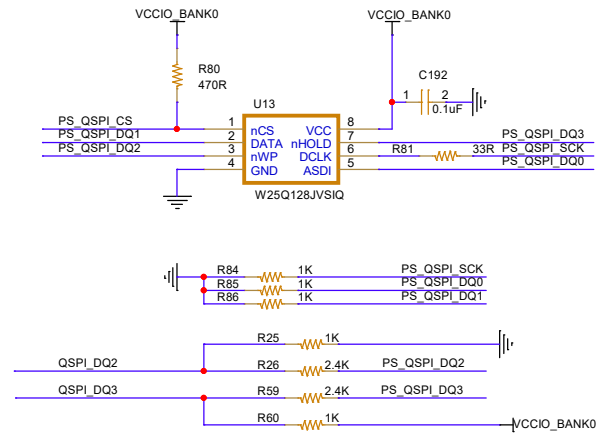 VCCIO_BANK0 VCCIO_BANK0
R80
470R
C192
1 2
0.1uF
U13
PS_QSPI_CS 1 nCS VCC 8
PS_QSPI_DQ1 2 DATA nHOLD 7 PS_QSPI_DQ3
PS_QSPI_DQ2 3 nWP DCLK 6 R81 33R PS_QSPI_SCK
4 GND ASDI 5 PS_QSPI_DQ0
W25Q128JVSIQ
R84 1K PS_QSPI_SCK
R85 1K PS_QSPI_DQ0
R86 1K PS_QSPI_DQ1
R25 1K
QSPI_DQ2 R26 2.4K PS_QSPI_DQ2
QSPI_DQ3 R59 2.4K PS_QSPI_DQ3
R60 1K VCCIO_BANK0